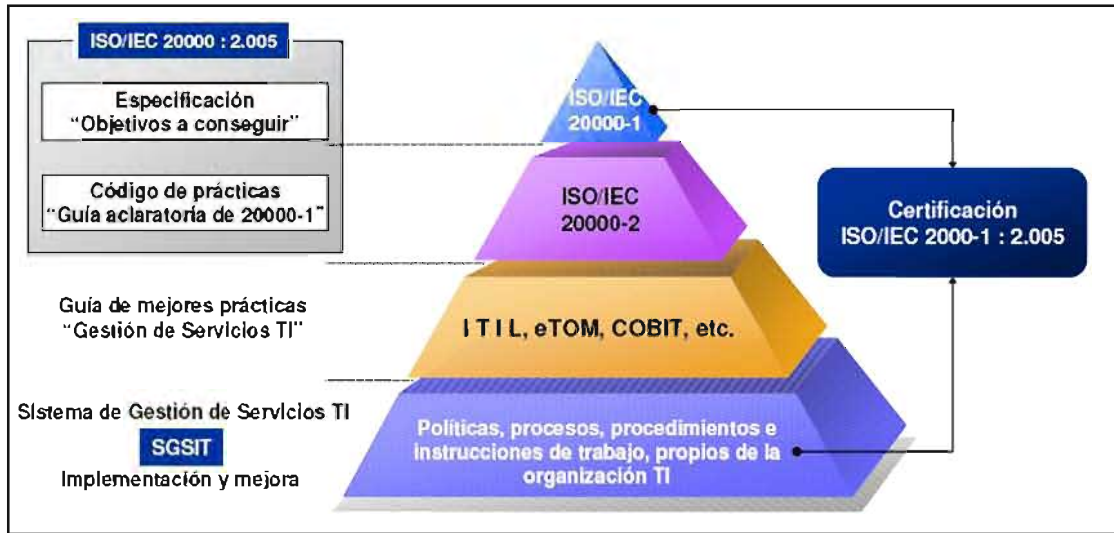 ISO/IEC 20000 : 2.005
Especificación
“Objetivos a conseguir”
Código de prácticas
“Guía aclaratoría de 20000-1”
Guía de mejores prácticas
“Gestión de Servicios TI”
Sistema de Gestión de Servicios TI
SGSIT
Implementación y mejora
ISO/IEC
20000-1
ISO/IEC
20000-2
I T I L, eTOM, COBIT, etc.
Políticas, procesos, procedimientos e
instrucciones de trabajo, propios de la
organización TI
Certificación
ISO/IEC 2000-1 : 2.005